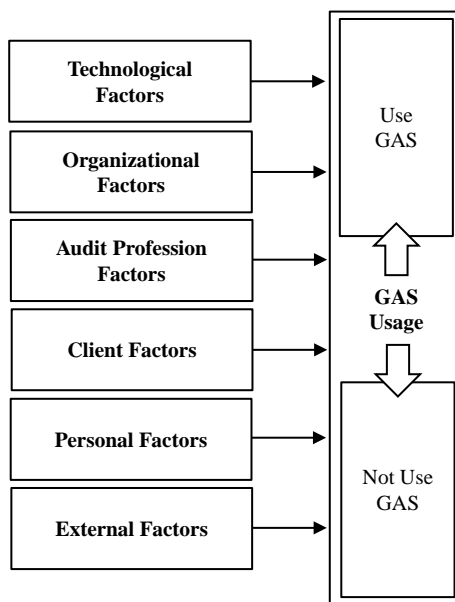 Technological
Factors
Organizational
Factors
Audit Profession
Factors
Client Factors
Personal Factors
External Factors
Use
GAS
GAS
Usage
Not Use
GAS